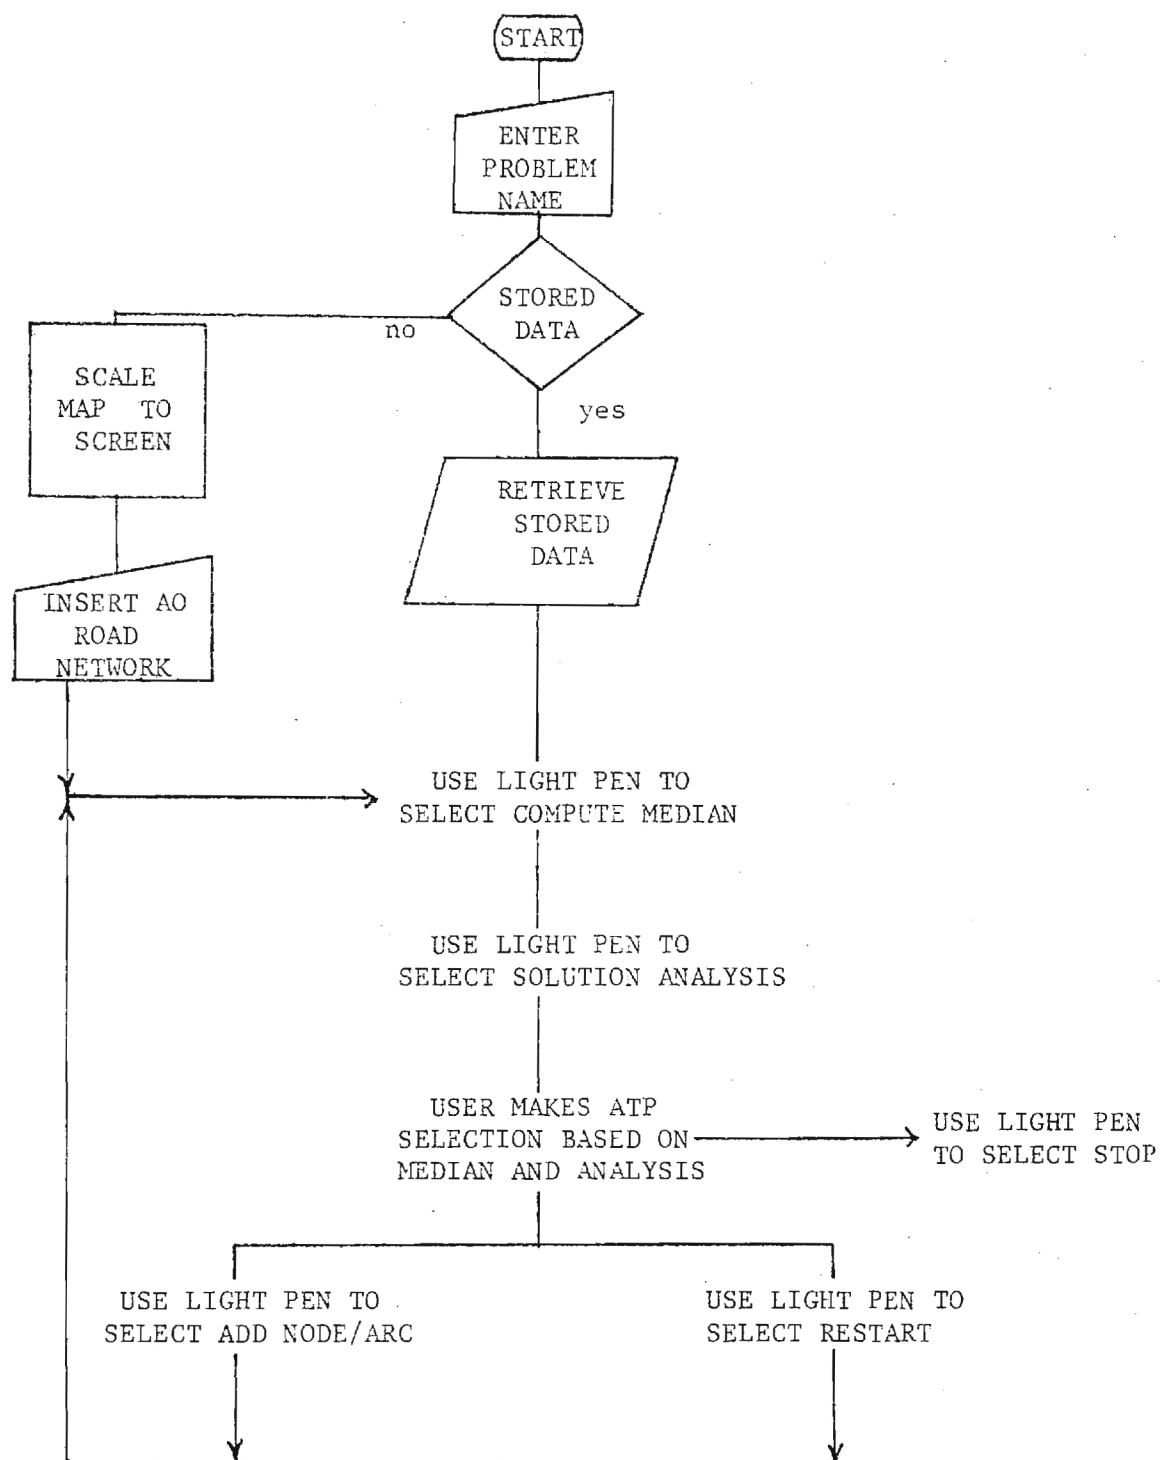 START
ENTER
PROBLEM
NAME
STORED
DATA
no
yes
SCALE
MAP TO
SCREEN
RETRIEVE
STORED
DATA
INSERT AO
ROAD
NETWORK
USE LIGHT PEN TO
SELECT COMPUTE MEDIAN
USE LIGHT PEN TO
SELECT SOLUTION ANALYSIS
USER MAKES ATP
SELECTION BASED ON
MEDIAN AND ANALYSIS
USE LIGHT PEN
TO SELECT STOP
USE LIGHT PEN TO
SELECT ADD NODE/ARC
USE LIGHT PEN TO
SELECT RESTART